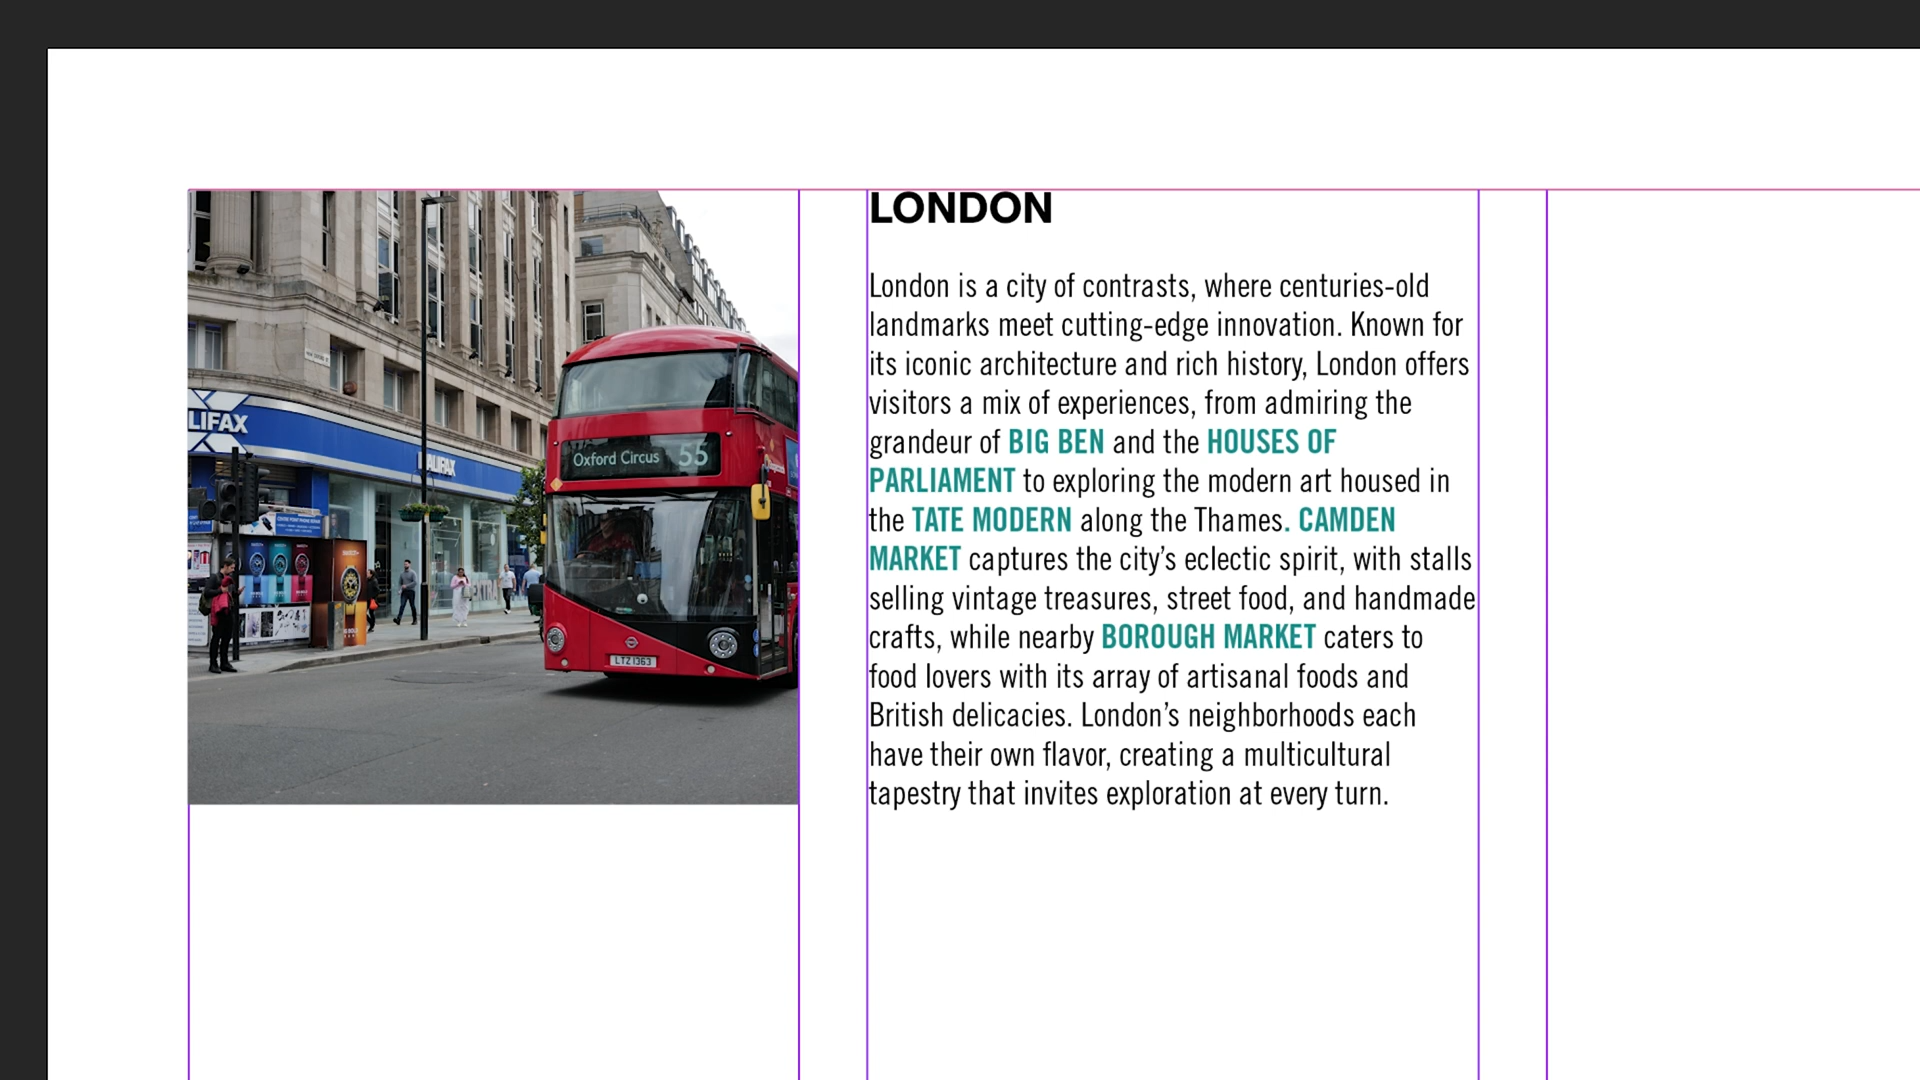 LONDON
London is a city of contrasts, where centuries-old
landmarks meet cutting-edge innovation. Known for
its iconic architecture and rich history, London offers
visitors a mix of experiences, from admiring the
grandeur of BIG BEN and the HOUSES OF
PARLIAMENT to exploring the modern art housed in
the TATE MODERN along the Thames. CAMDEN
MARKET captures the city’s eclectic spirit, with stalls
selling vintage treasures, street food, and handmade
crafts, while nearby BOROUGH MARKET caters to
food lovers with its array of artisanal foods and
British delicacies. London’s neighborhoods each
have their own flavor, creating a multicultural
tapestry that invites exploration at every turn.
LIFAX
HALIFAX
Oxford Circus 55
LTZ 1363